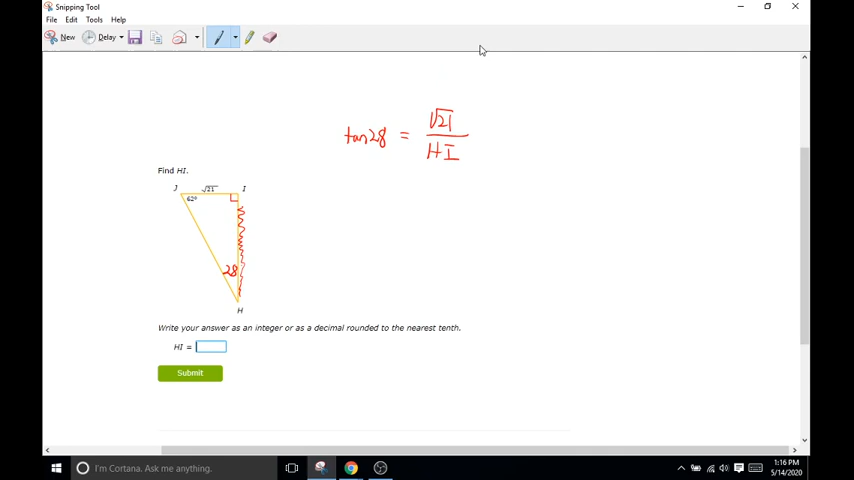 Snipping Tool
File Edit Tools Help
New Delay
tan28 = √21
HI
Find HI.
J √21 I
62°
28
H
Write your answer as an integer or as a decimal rounded to the nearest tenth.
HI =
Submit
I'm Cortana. Ask me anything.
1:16 PM
5/14/2020